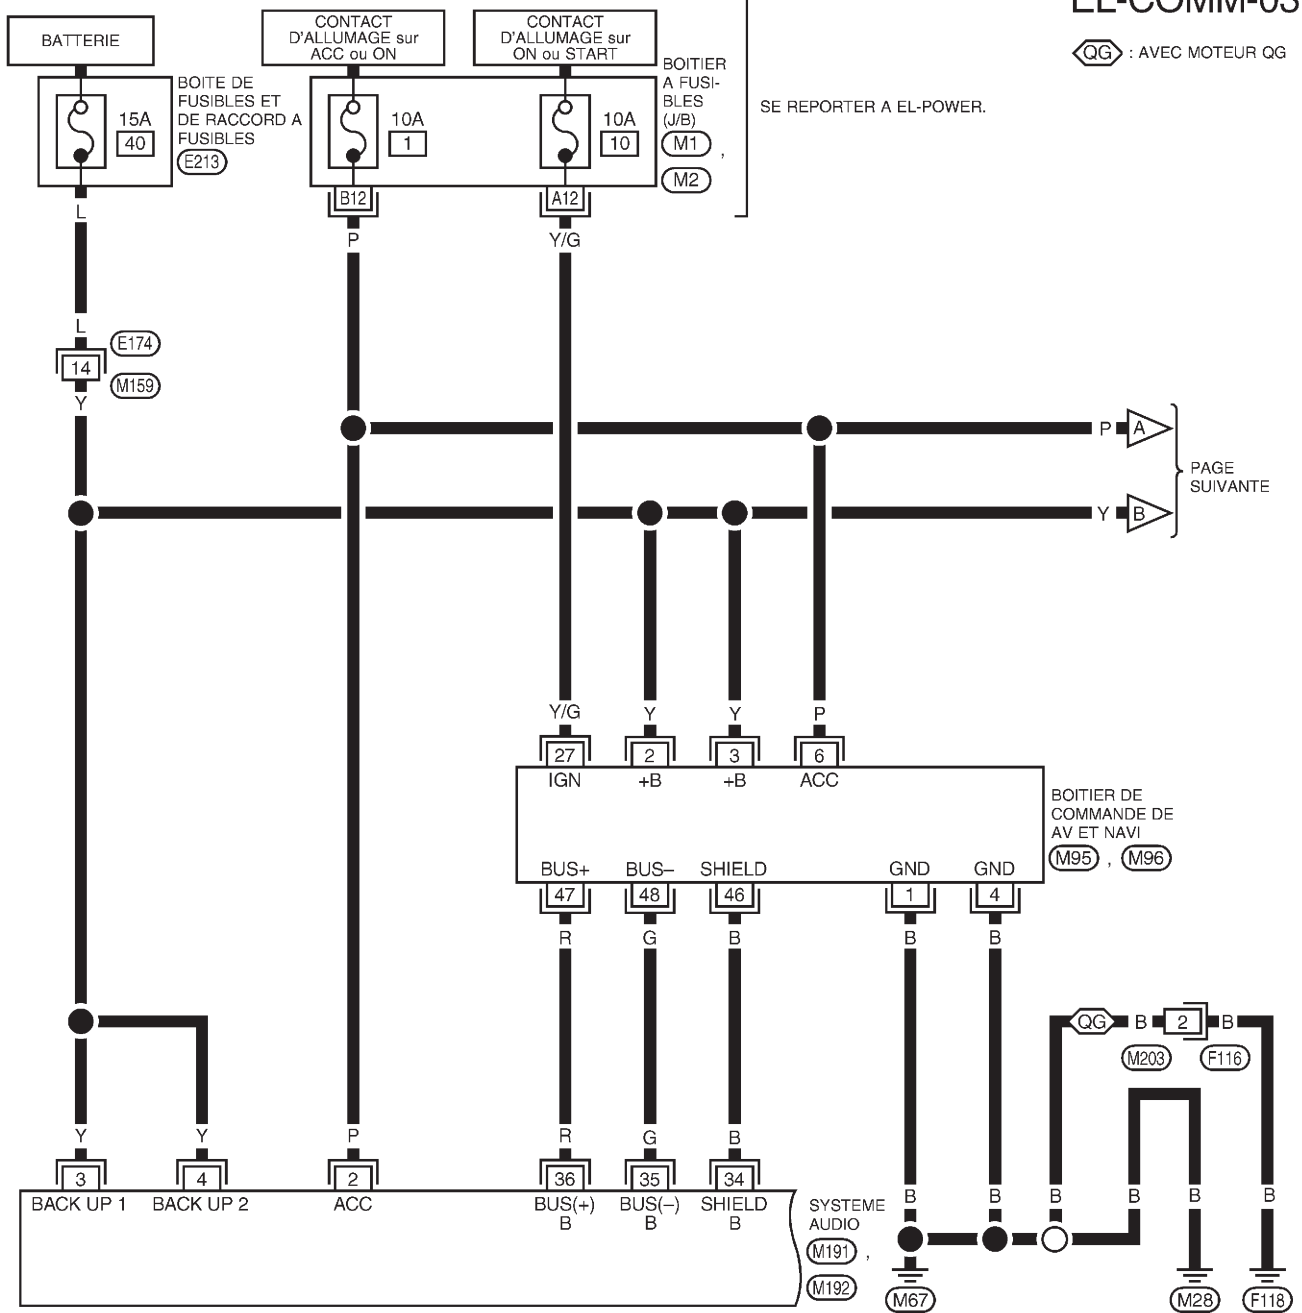 EL-COMM-03
QG : AVEC MOTEUR QG
BATTERIE
CONTACT
D'ALLUMAGE sur
ACC ou ON
CONTACT
D'ALLUMAGE sur
ON ou START
15A
40
BOITE DE
FUSIBLES ET
DE RACCORD A
FUSIBLES
E213
10A
1
10A
10
BOITIER
A FUSI-
BLES
(J/B)
M1 ,
M2
SE REPORTER A EL-POWER.
B12
A12
L
P
Y/G
L
14
E174
M159
Y
P
A
Y
B
PAGE
SUIVANTE
Y/G
Y
Y
P
27
2
3
6
IGN
+B
+B
ACC
BOITIER DE
COMMANDE DE
AV ET NAVI
M95 , M96
BUS+
BUS–
SHIELD
GND
GND
47
48
46
1
4
R
G
B
B
B
QG
B
2
B
M203
F116
Y
Y
P
R
G
B
3
4
2
36
35
34
BACK UP 1
BACK UP 2
ACC
BUS(+)
B
BUS(–)
B
SHIELD
B
SYSTEME
AUDIO
M191 ,
M192
B
B
B
B
B
B
M67
M28
F118